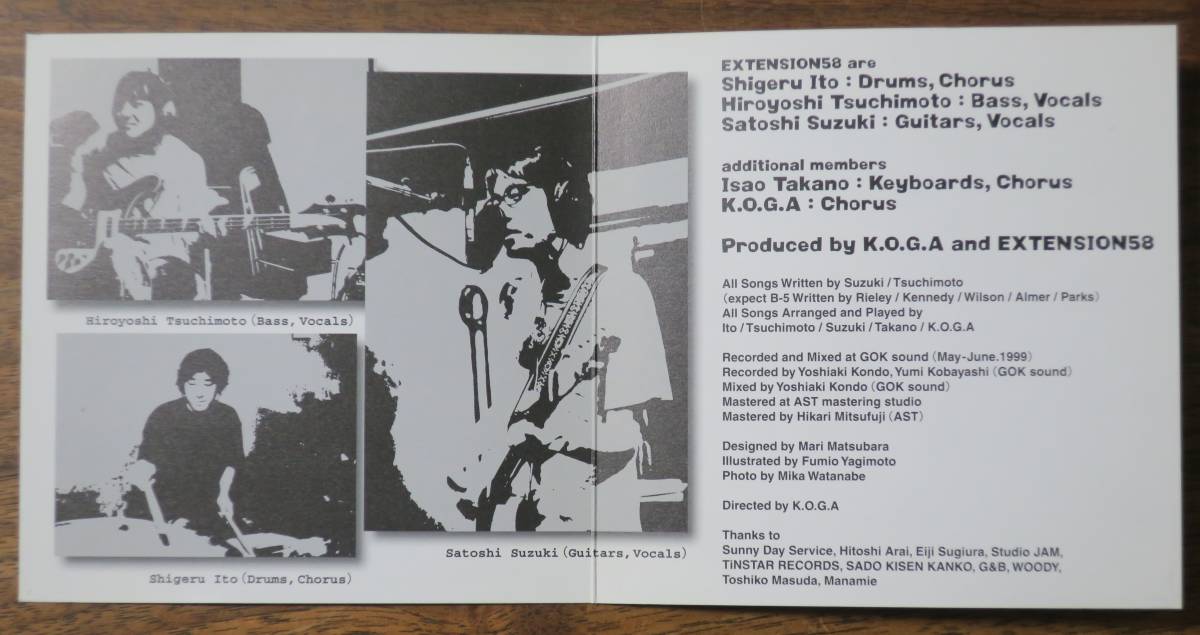 Hiroyoshi Tsuchimoto(Bass,Vocals)
Shigeru Ito(Drums,Chorus)
Satoshi Suzuki(Guitars,Vocals)
EXTENSION58 are
Shigeru Ito : Drums, Chorus
Hiroyoshi Tsuchimoto : Bass, Vocals
Satoshi Suzuki : Guitars, Vocals
additional members
Isao Takano : Keyboards, Chorus
K.O.G.A : Chorus
Produced by K.O.G.A and EXTENSION58
All Songs Written by Suzuki / Tsuchimoto
(expect B-5 Written by Rieley / Kennedy / Wilson / Almer / Parks)
All Songs Arranged and Played by
Ito / Tsuchimoto / Suzuki / Takano / K.O.G.A
Recorded and Mixed at GOK sound (May-June.1999)
Recorded by Yoshiaki Kondo, Yumi Kobayashi (GOK sound)
Mixed by Yoshiaki Kondo (GOK sound)
Mastered at AST mastering studio
Mastered by Hikari Mitsufuji (AST)
Designed by Mari Matsubara
Illustrated by Fumio Yagimoto
Photo by Mika Watanabe
Directed by K.O.G.A
Thanks to
Sunny Day Service, Hitoshi Arai, Eiji Sugiura, Studio JAM,
TiNSTAR RECORDS, SADO KISEN KANKO, G&B, WOODY,
Toshiko Masuda, Manamie